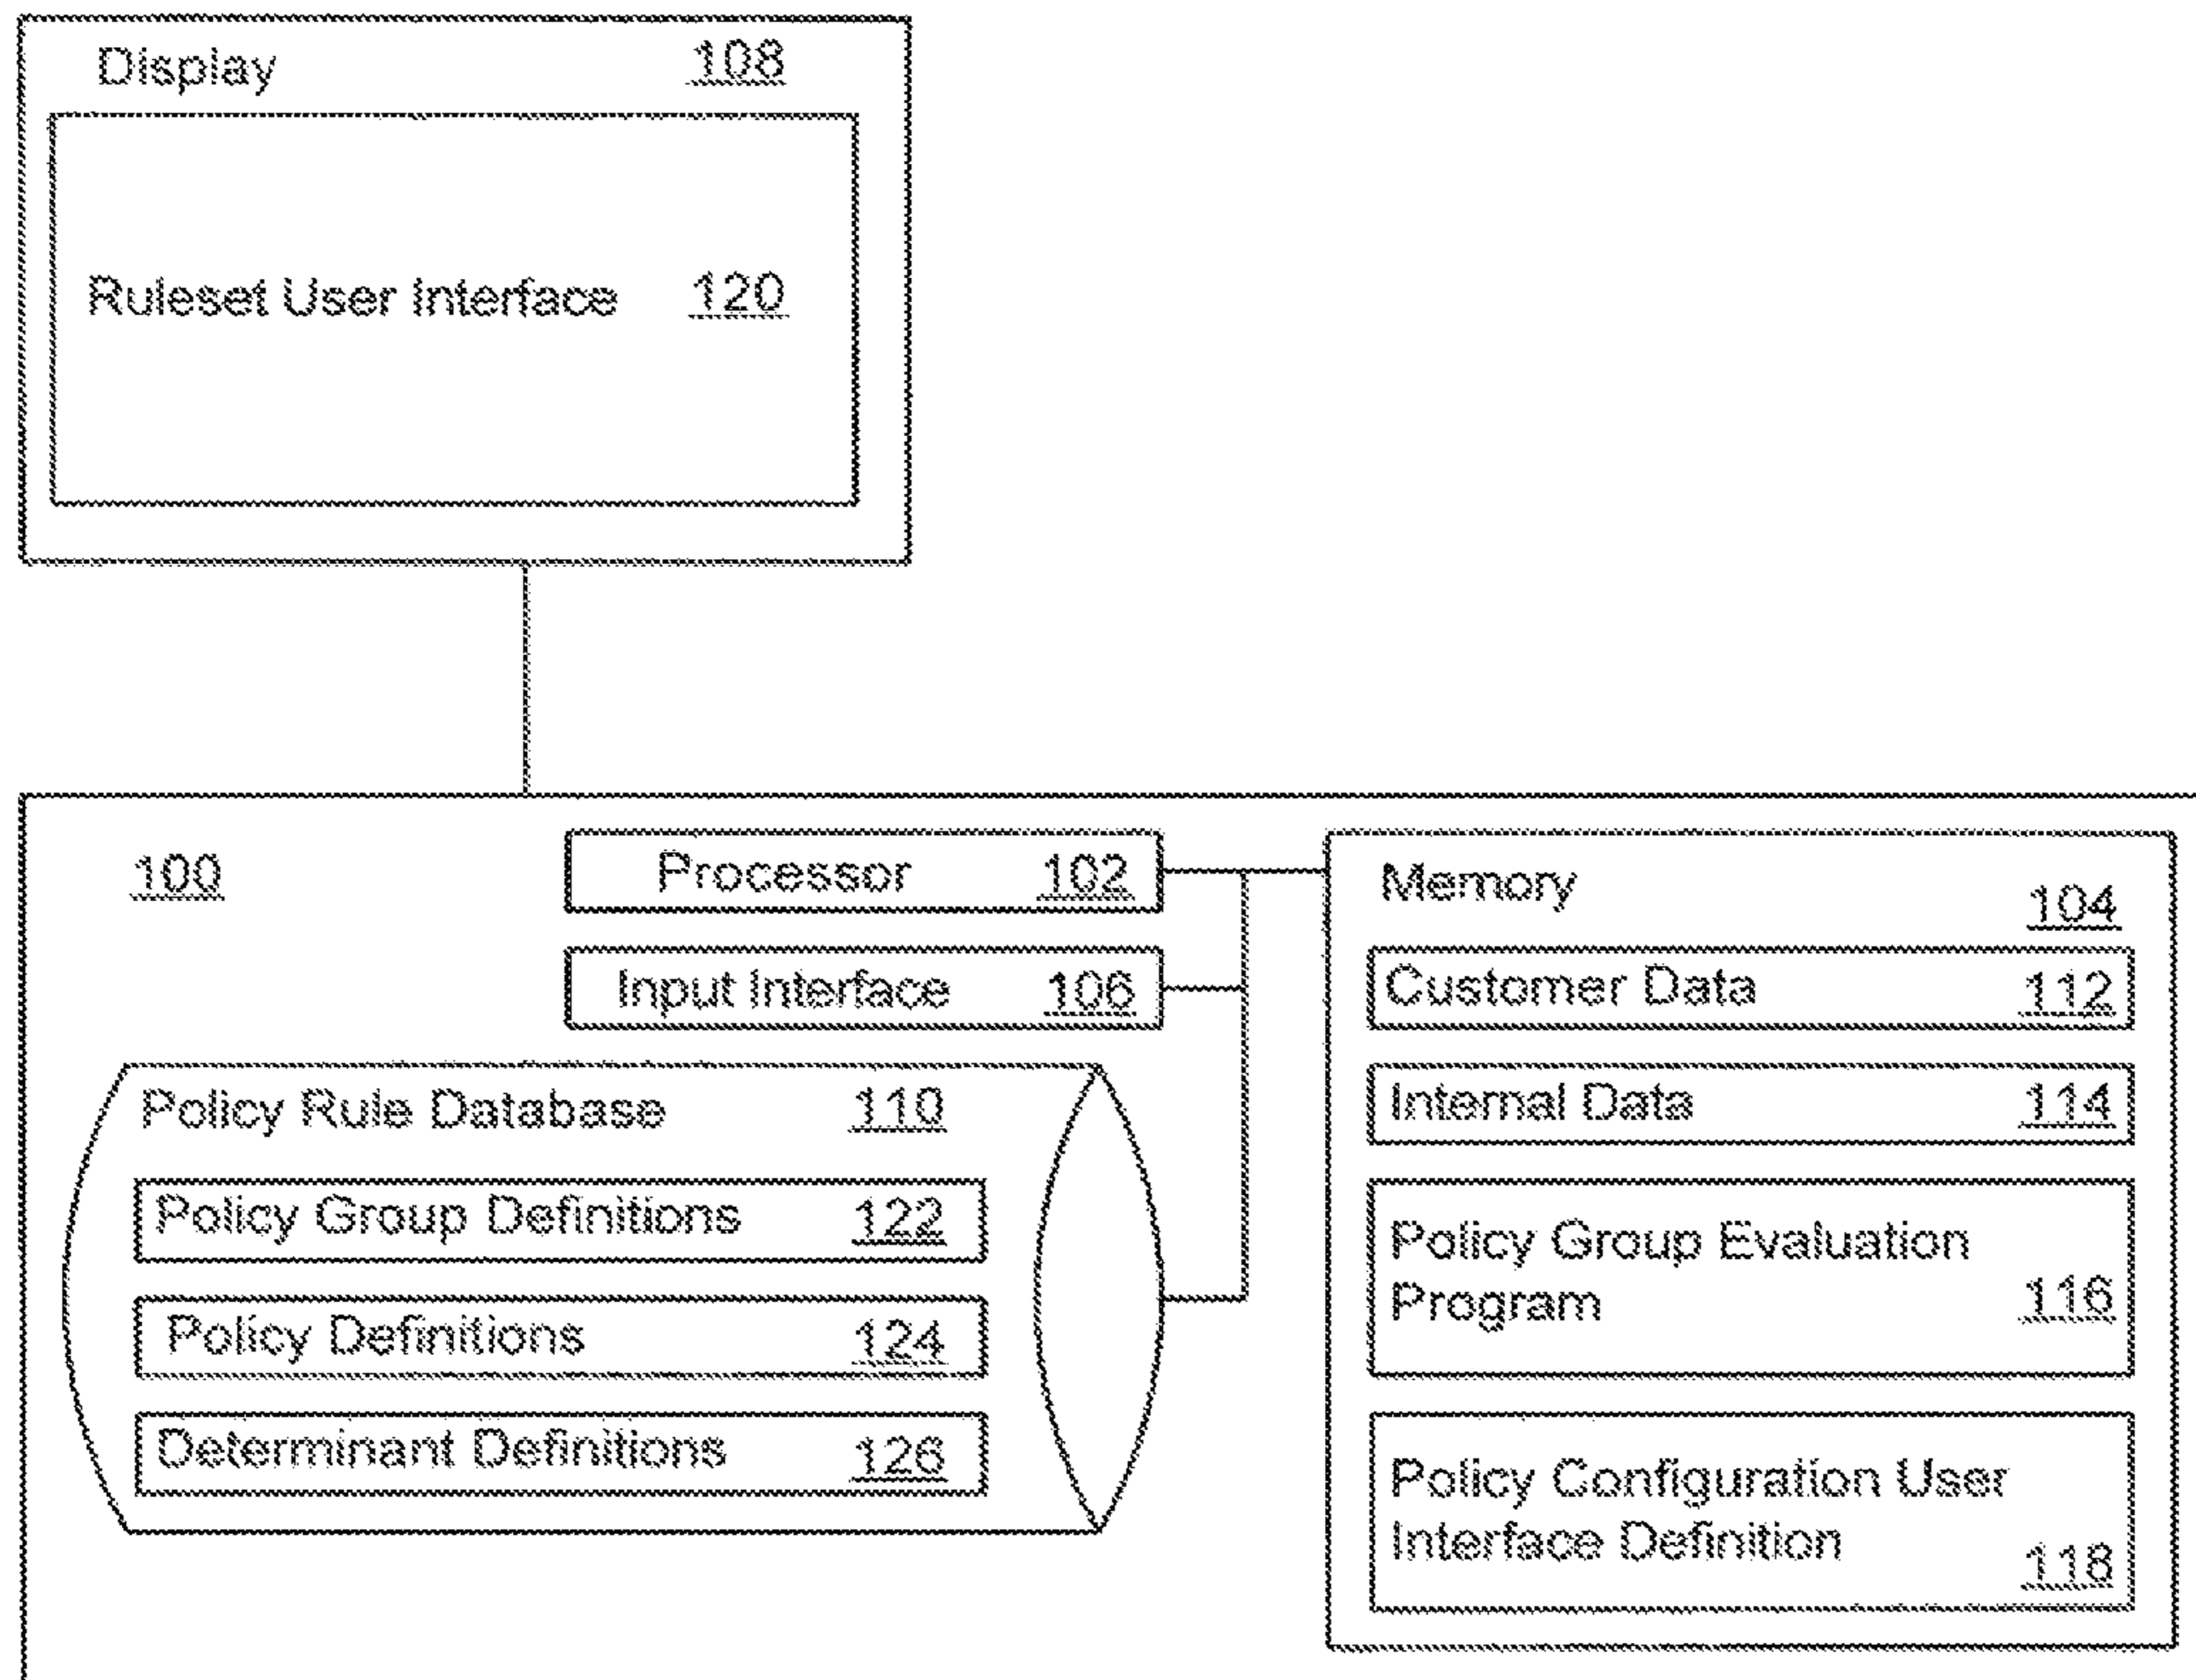 Display 108
Ruleset User Interface 120
100
Processor 102
Input Interface 106
Policy Rule Database 110
Policy Group Definitions 122
Policy Definitions 124
Determinant Definitions 126
Memory 104
Customer Data 112
Internal Data 114
Policy Group Evaluation
Program 116
Policy Configuration User
Interface Definition 118